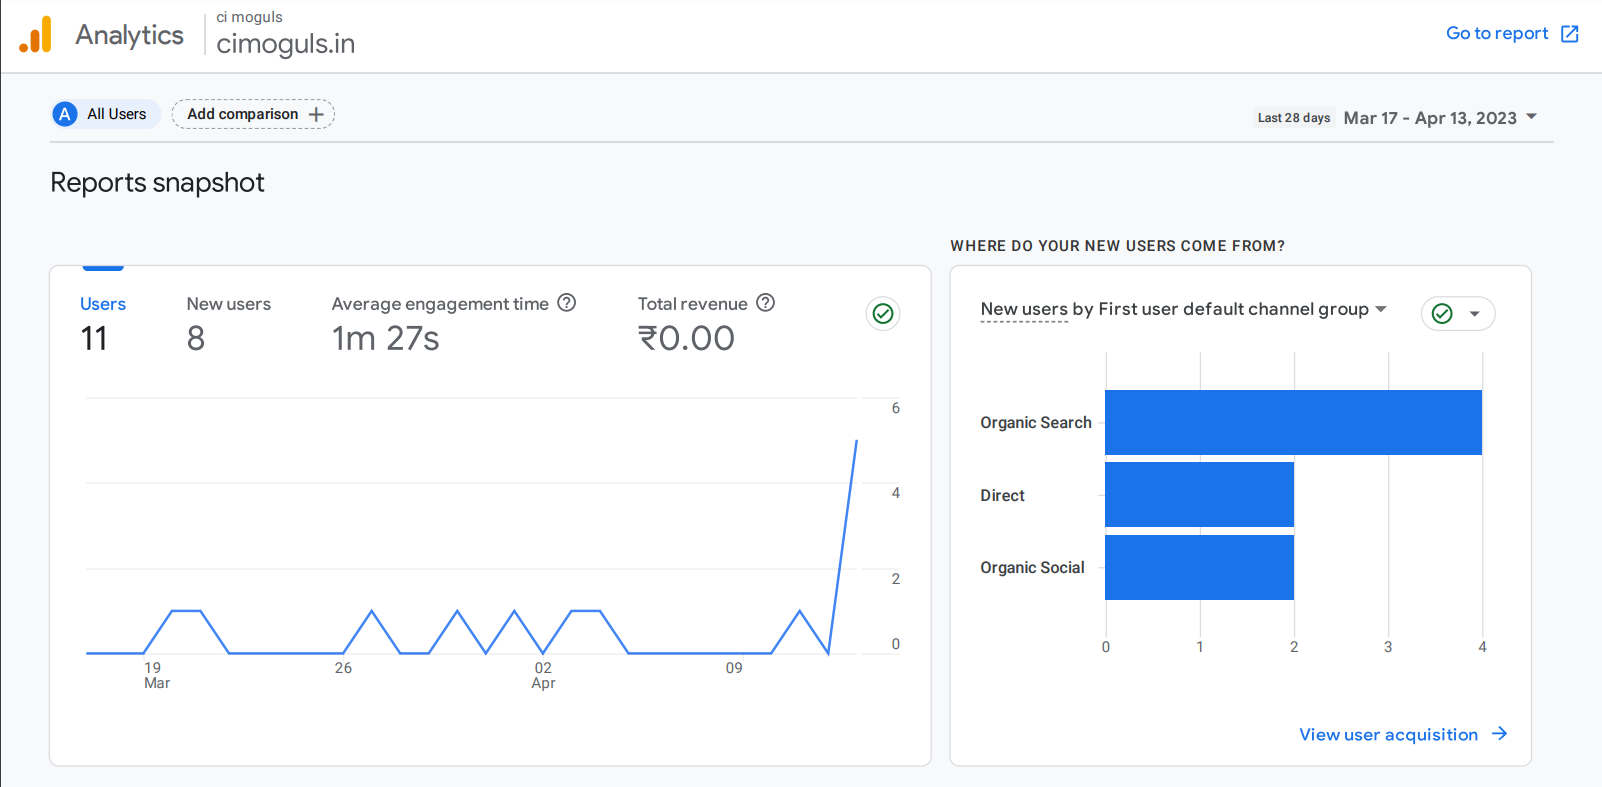 Analytics
ci moguls
cimoguls.in
Go to report
A All Users
Add comparison +
Last 28 days Mar 17 - Apr 13, 2023
Reports snapshot
Users
11
New users
8
Average engagement time
1m 27s
Total revenue
₹0.00
6
4
2
0
19
Mar
26
02
Apr
09
WHERE DO YOUR NEW USERS COME FROM?
New users by First user default channel group
Organic Search
Direct
Organic Social
0 1 2 3 4
View user acquisition